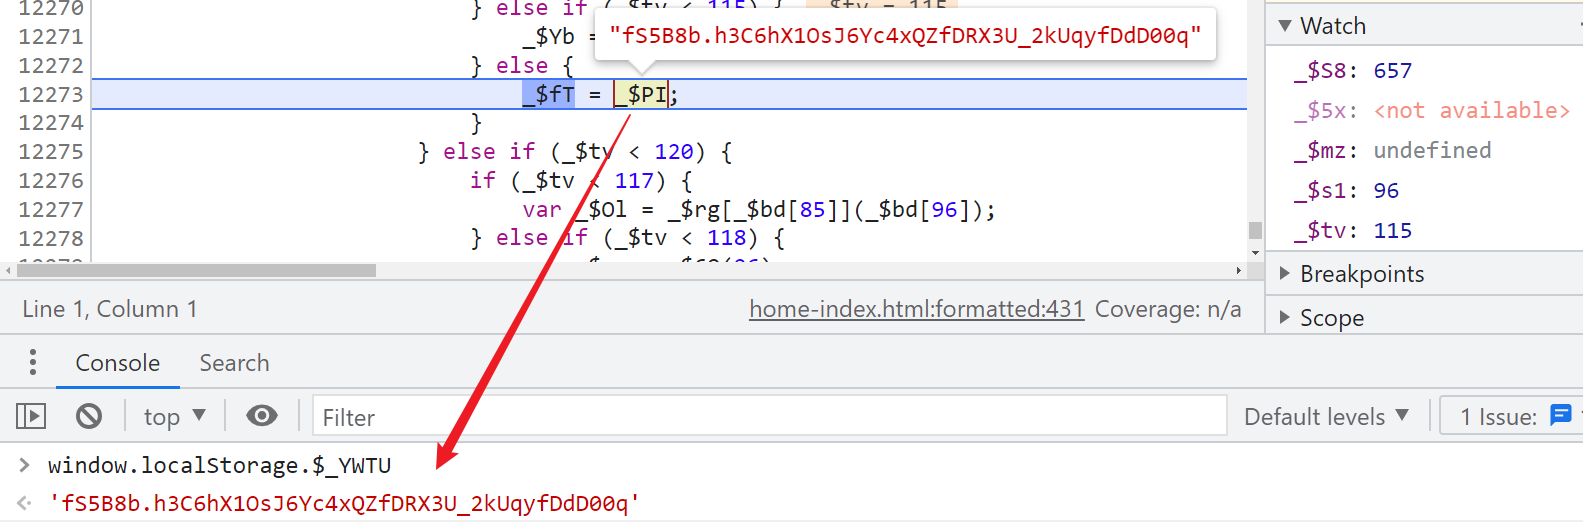 12270 } else if (_$tv < 115) { _$tv = 115
12271 _$Yb = "fS5B8b.h3C6hX1OsJ6Yc4xQZfDRX3U_2kUqyfDdD00q"
12272 } else {
12273 _$fT = _$PI;
12274 }
12275 } else if (_$tv < 120) {
12276 if (_$tv < 117) {
12277 var _$Ol = _$rg[_$bd[85]](_$bd[96]);
12278 } else if (_$tv < 118) {
Line 1, Column 1 home-index.html:formatted:431 Coverage: n/a
Watch
_$S8: 657
_$5x: <not available>
_$mz: undefined
_$s1: 96
_$tv: 115
Breakpoints
Scope
Console Search
top Filter Default levels 1 Issue:
> window.localStorage.$_YWTU
'fS5B8b.h3C6hX1OsJ6Yc4xQZfDRX3U_2kUqyfDdD00q'